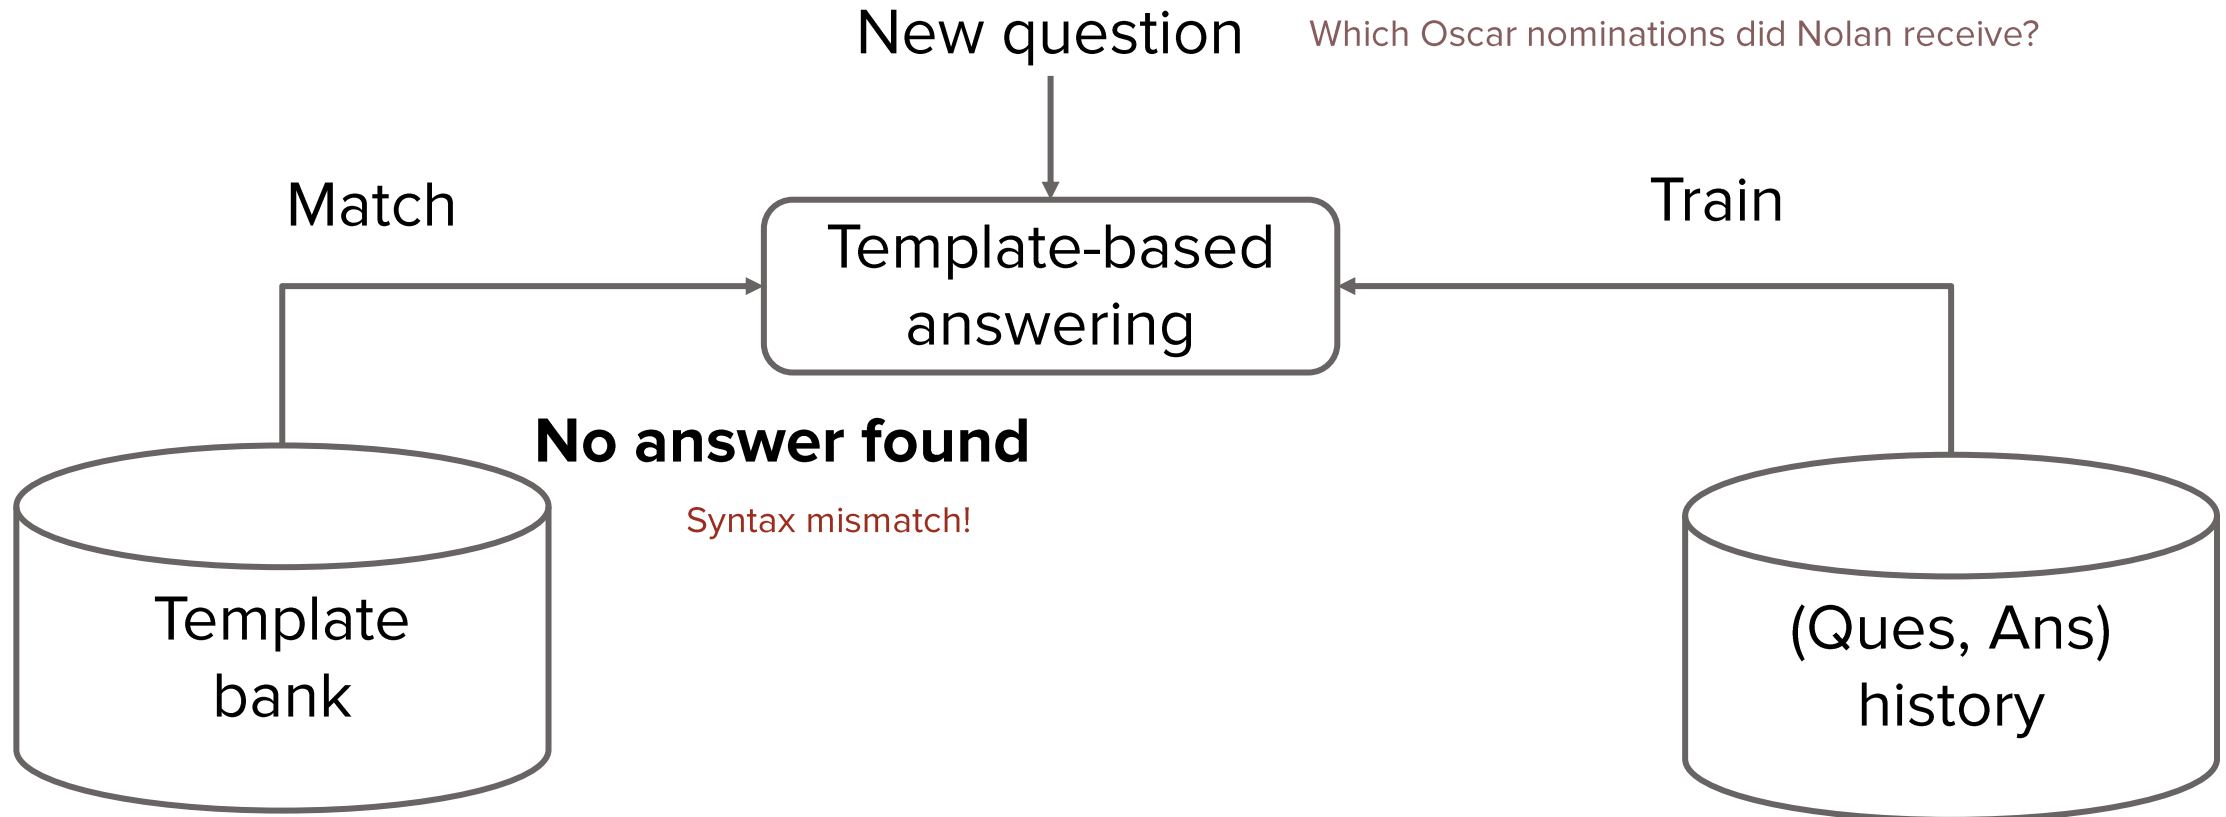 New question
Which Oscar nominations did Nolan receive?
Match
Train
Template-based
answering
No answer found
Syntax mismatch!
Template
bank
(Ques, Ans)
history